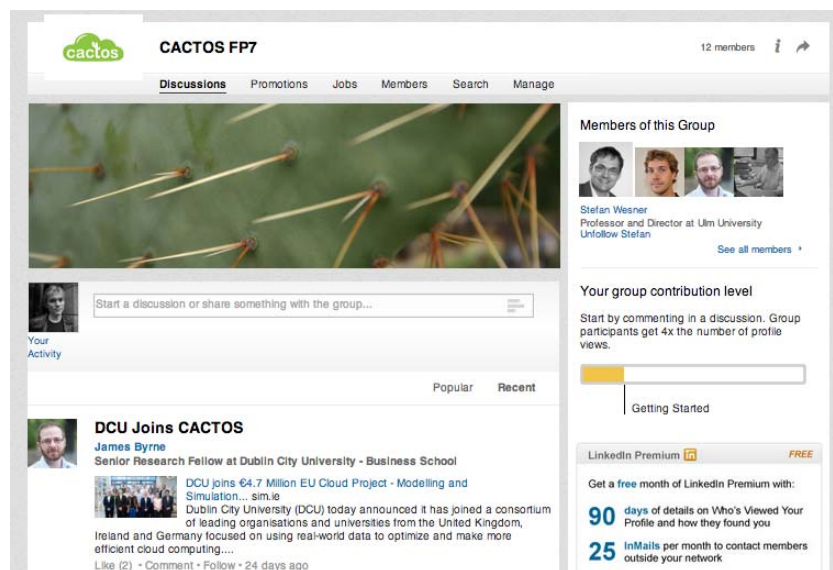 cactos
CACTOS FP7
12 members
Discussions Promotions Jobs Members Search Manage
Start a discussion or share something with the group...
Your
Activity
Popular Recent
DCU Joins CACTOS
James Byrne
Senior Research Fellow at Dublin City University - Business School
DCU joins €4.7 Million EU Cloud Project - Modelling and
Simulation... sim.ie
Dublin City University (DCU) today announced it has joined a consortium
of leading organisations and universities from the United Kingdom,
Ireland and Germany focused on using real-world data to optimize and make more
efficient cloud computing....
Like (2) • Comment • Follow • 24 days ago
Members of this Group
Stefan Wesner
Professor and Director at Ulm University
Unfollow Stefan
See all members
Your group contribution level
Start by commenting in a discussion. Group
participants get 4x the number of profile
views.
Getting Started
LinkedIn Premium in FREE
Get a free month of LinkedIn Premium with:
90 days of details on Who's Viewed Your
Profile and how they found you
25 InMails per month to contact members
outside your network